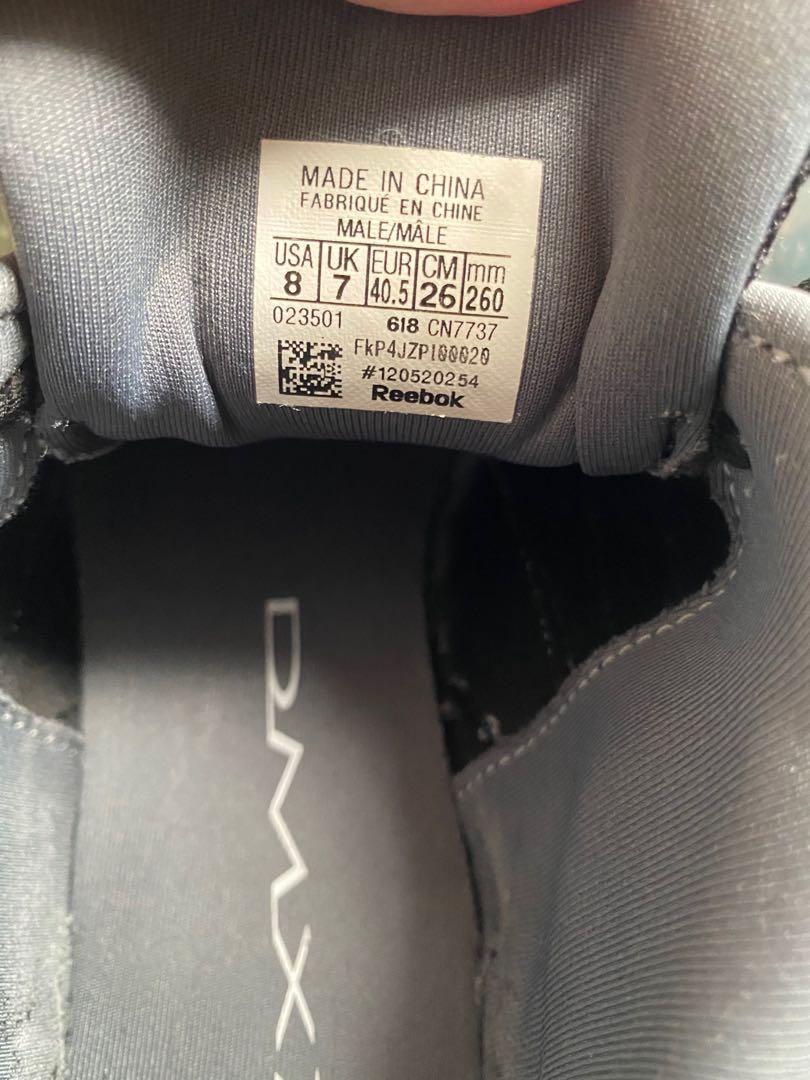 MADE IN CHINA
FABRIQUÉ EN CHINE
MALE/MÂLE
USA UK EUR CM mm
8 7 40.5 26 260
023501 618 CN7737
FkP4JZP100020
#120520254
Reebok
DMX